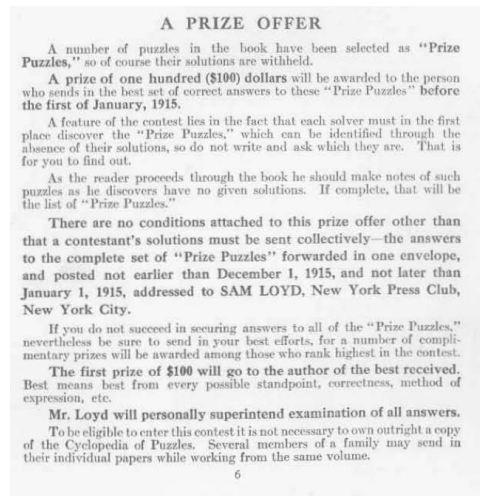 A PRIZE OFFER
A number of puzzles in the book have been selected as "Prize
Puzzles," so of course their solutions are withheld.
A prize of one hundred ($100) dollars will be awarded to the person
who sends in the best set of correct answers to these "Prize Puzzles" before
the first of January, 1915.
A feature of the contest lies in the fact that each solver must in the first
place discover the "Prize Puzzles," which can be identified through the
absence of their solutions, so do not write and ask which they are. That is
for you to find out.
As the reader proceeds through the book he should make notes of such
puzzles as he discovers have no given solutions. If complete, that will be
the list of "Prize Puzzles."
There are no conditions attached to this prize offer other than
that a contestant's solutions must be sent collectively—the answers
to the complete set of "Prize Puzzles" forwarded in one envelope,
and posted not earlier than December 1, 1915, and not later than
January 1, 1915, addressed to SAM LOYD, New York Press Club,
New York City.
If you do not succeed in securing answers to all of the "Prize Puzzles,"
nevertheless be sure to send in your best efforts, for a number of compli-
mentary prizes will be awarded among those who rank highest in the contest.
The first prize of $100 will go to the author of the best received.
Best means best from every possible standpoint, correctness, method of
expression, etc.
Mr. Loyd will personally superintend examination of all answers.
To be eligible to enter this contest it is not necessary to own outright a copy
of the Cyclopedia of Puzzles. Several members of a family may send in
their individual papers while working from the same volume.
6